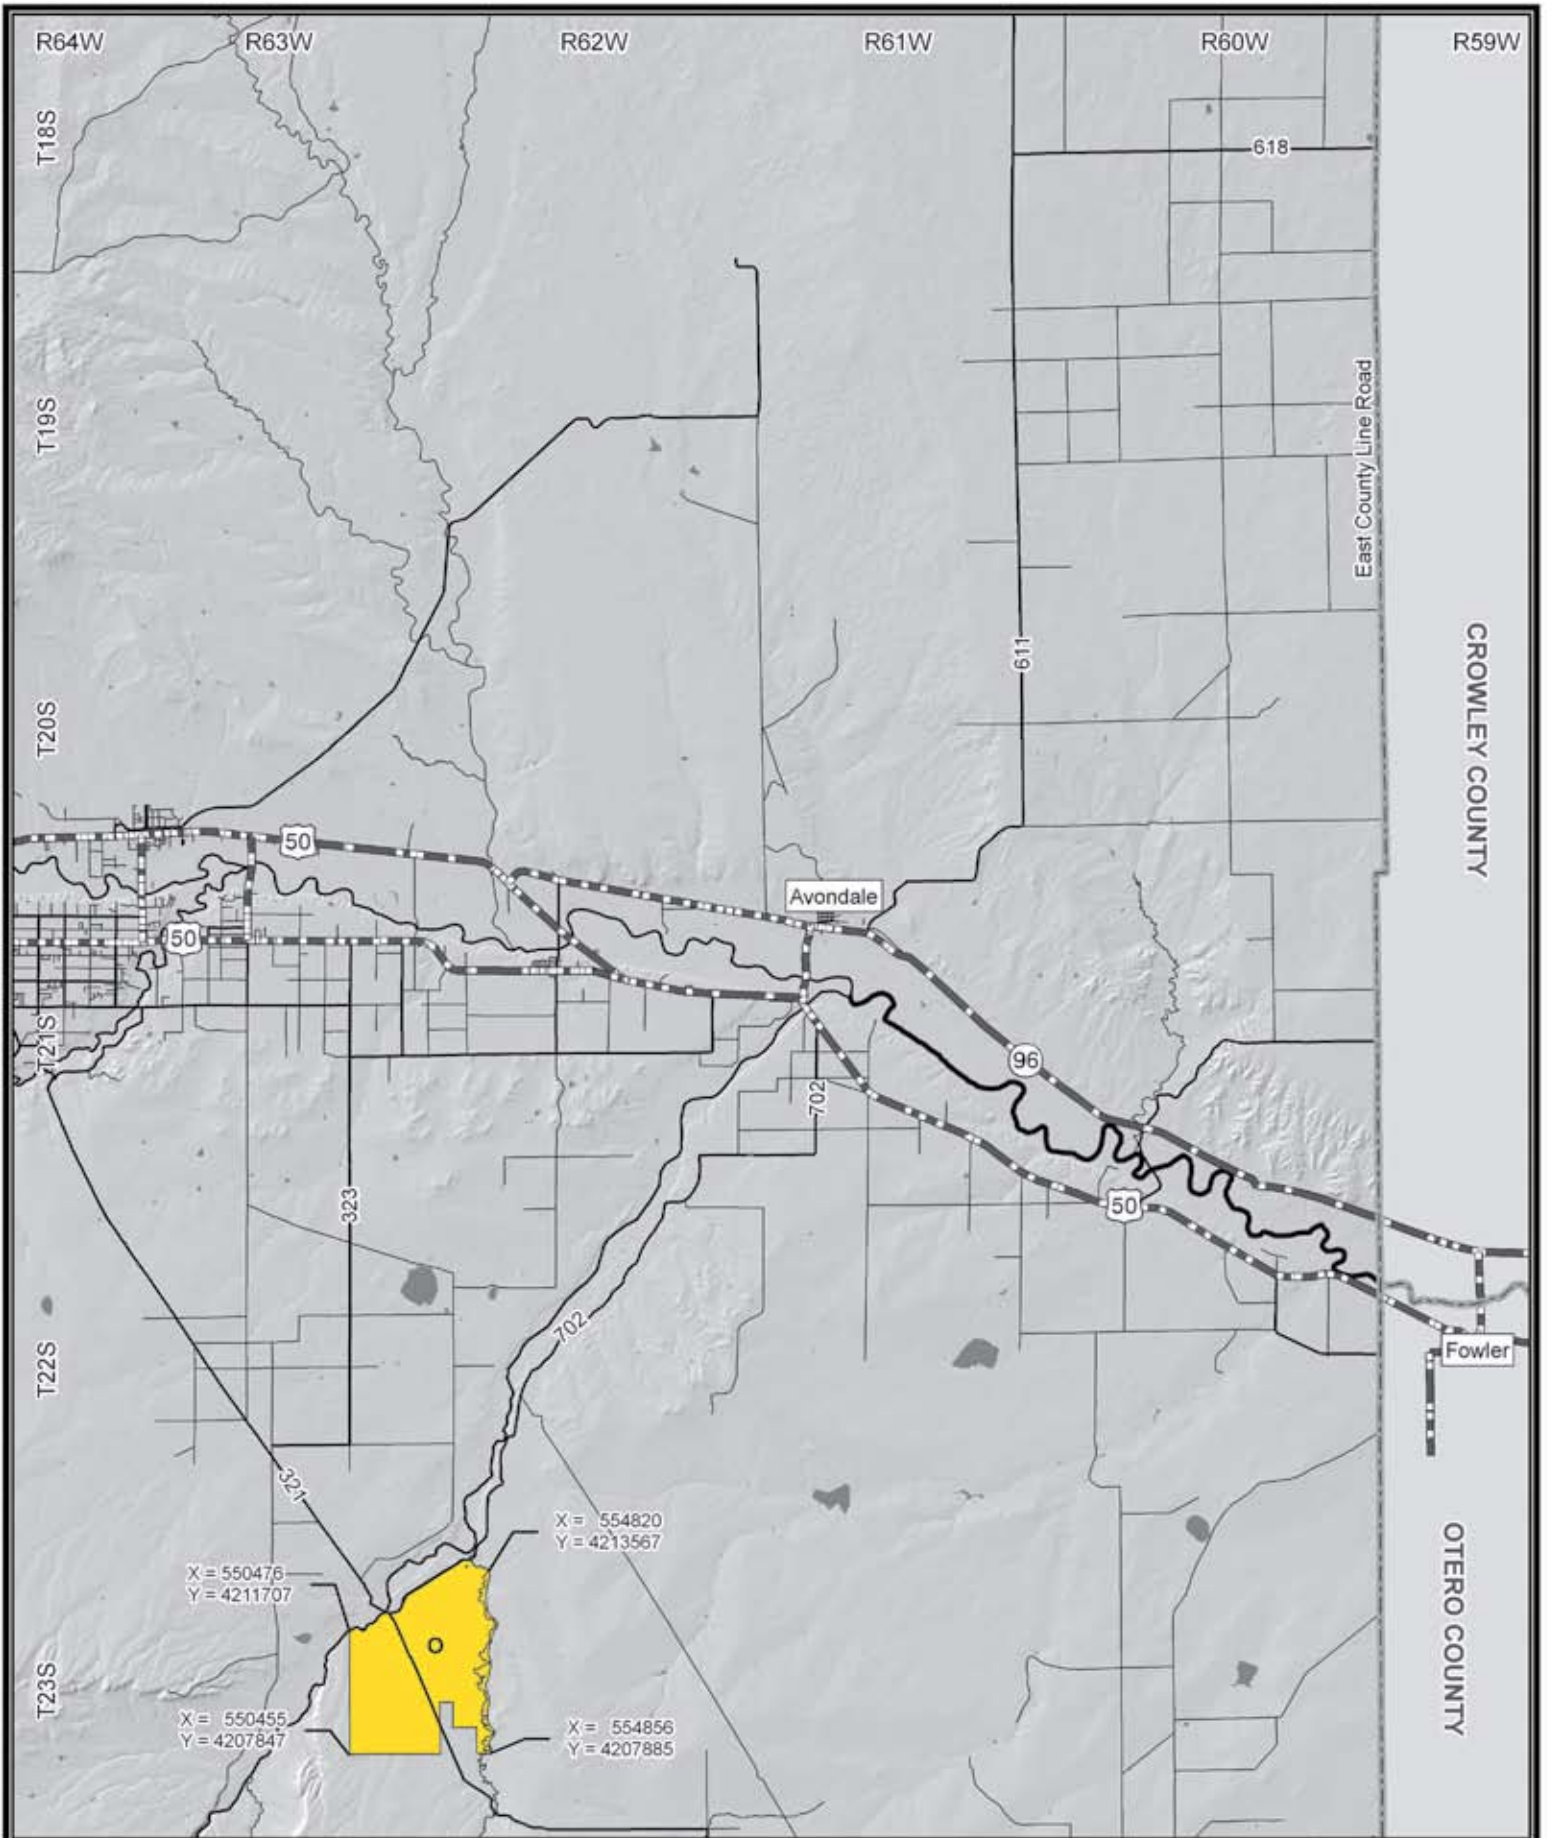 R64W R63W R62W R61W R60W R59W
T18S
618
T19S
East County Line Road
611
CROWLEY COUNTY
T20S
50
Avondale
50
T21S
96
702
323
50
702
T22S
Fowler
321
X = 554820
Y = 4213567
X = 550476
Y = 4211707
OTERO COUNTY
O
T23S
X = 550455
Y = 4207847
X = 554856
Y = 4207885